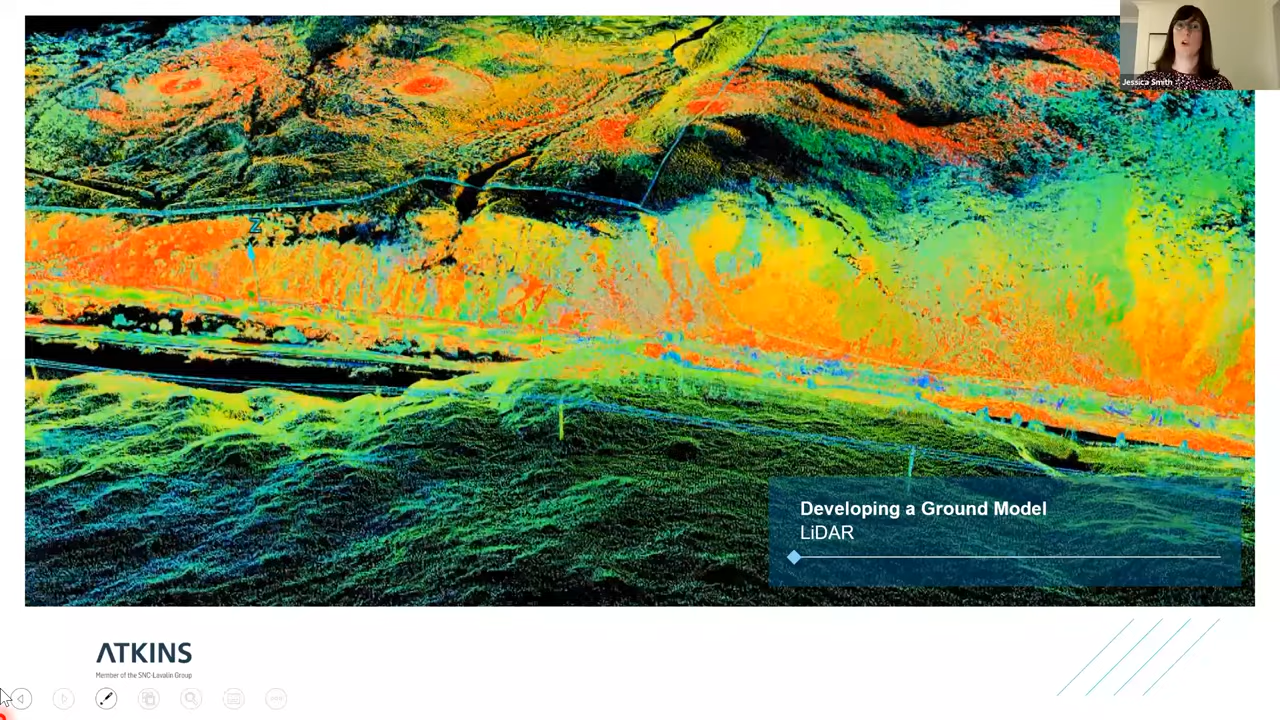 Jessica Smith
Z
Developing a Ground Model
LiDAR
ATKINS
Member of the SNC-Lavalin Group